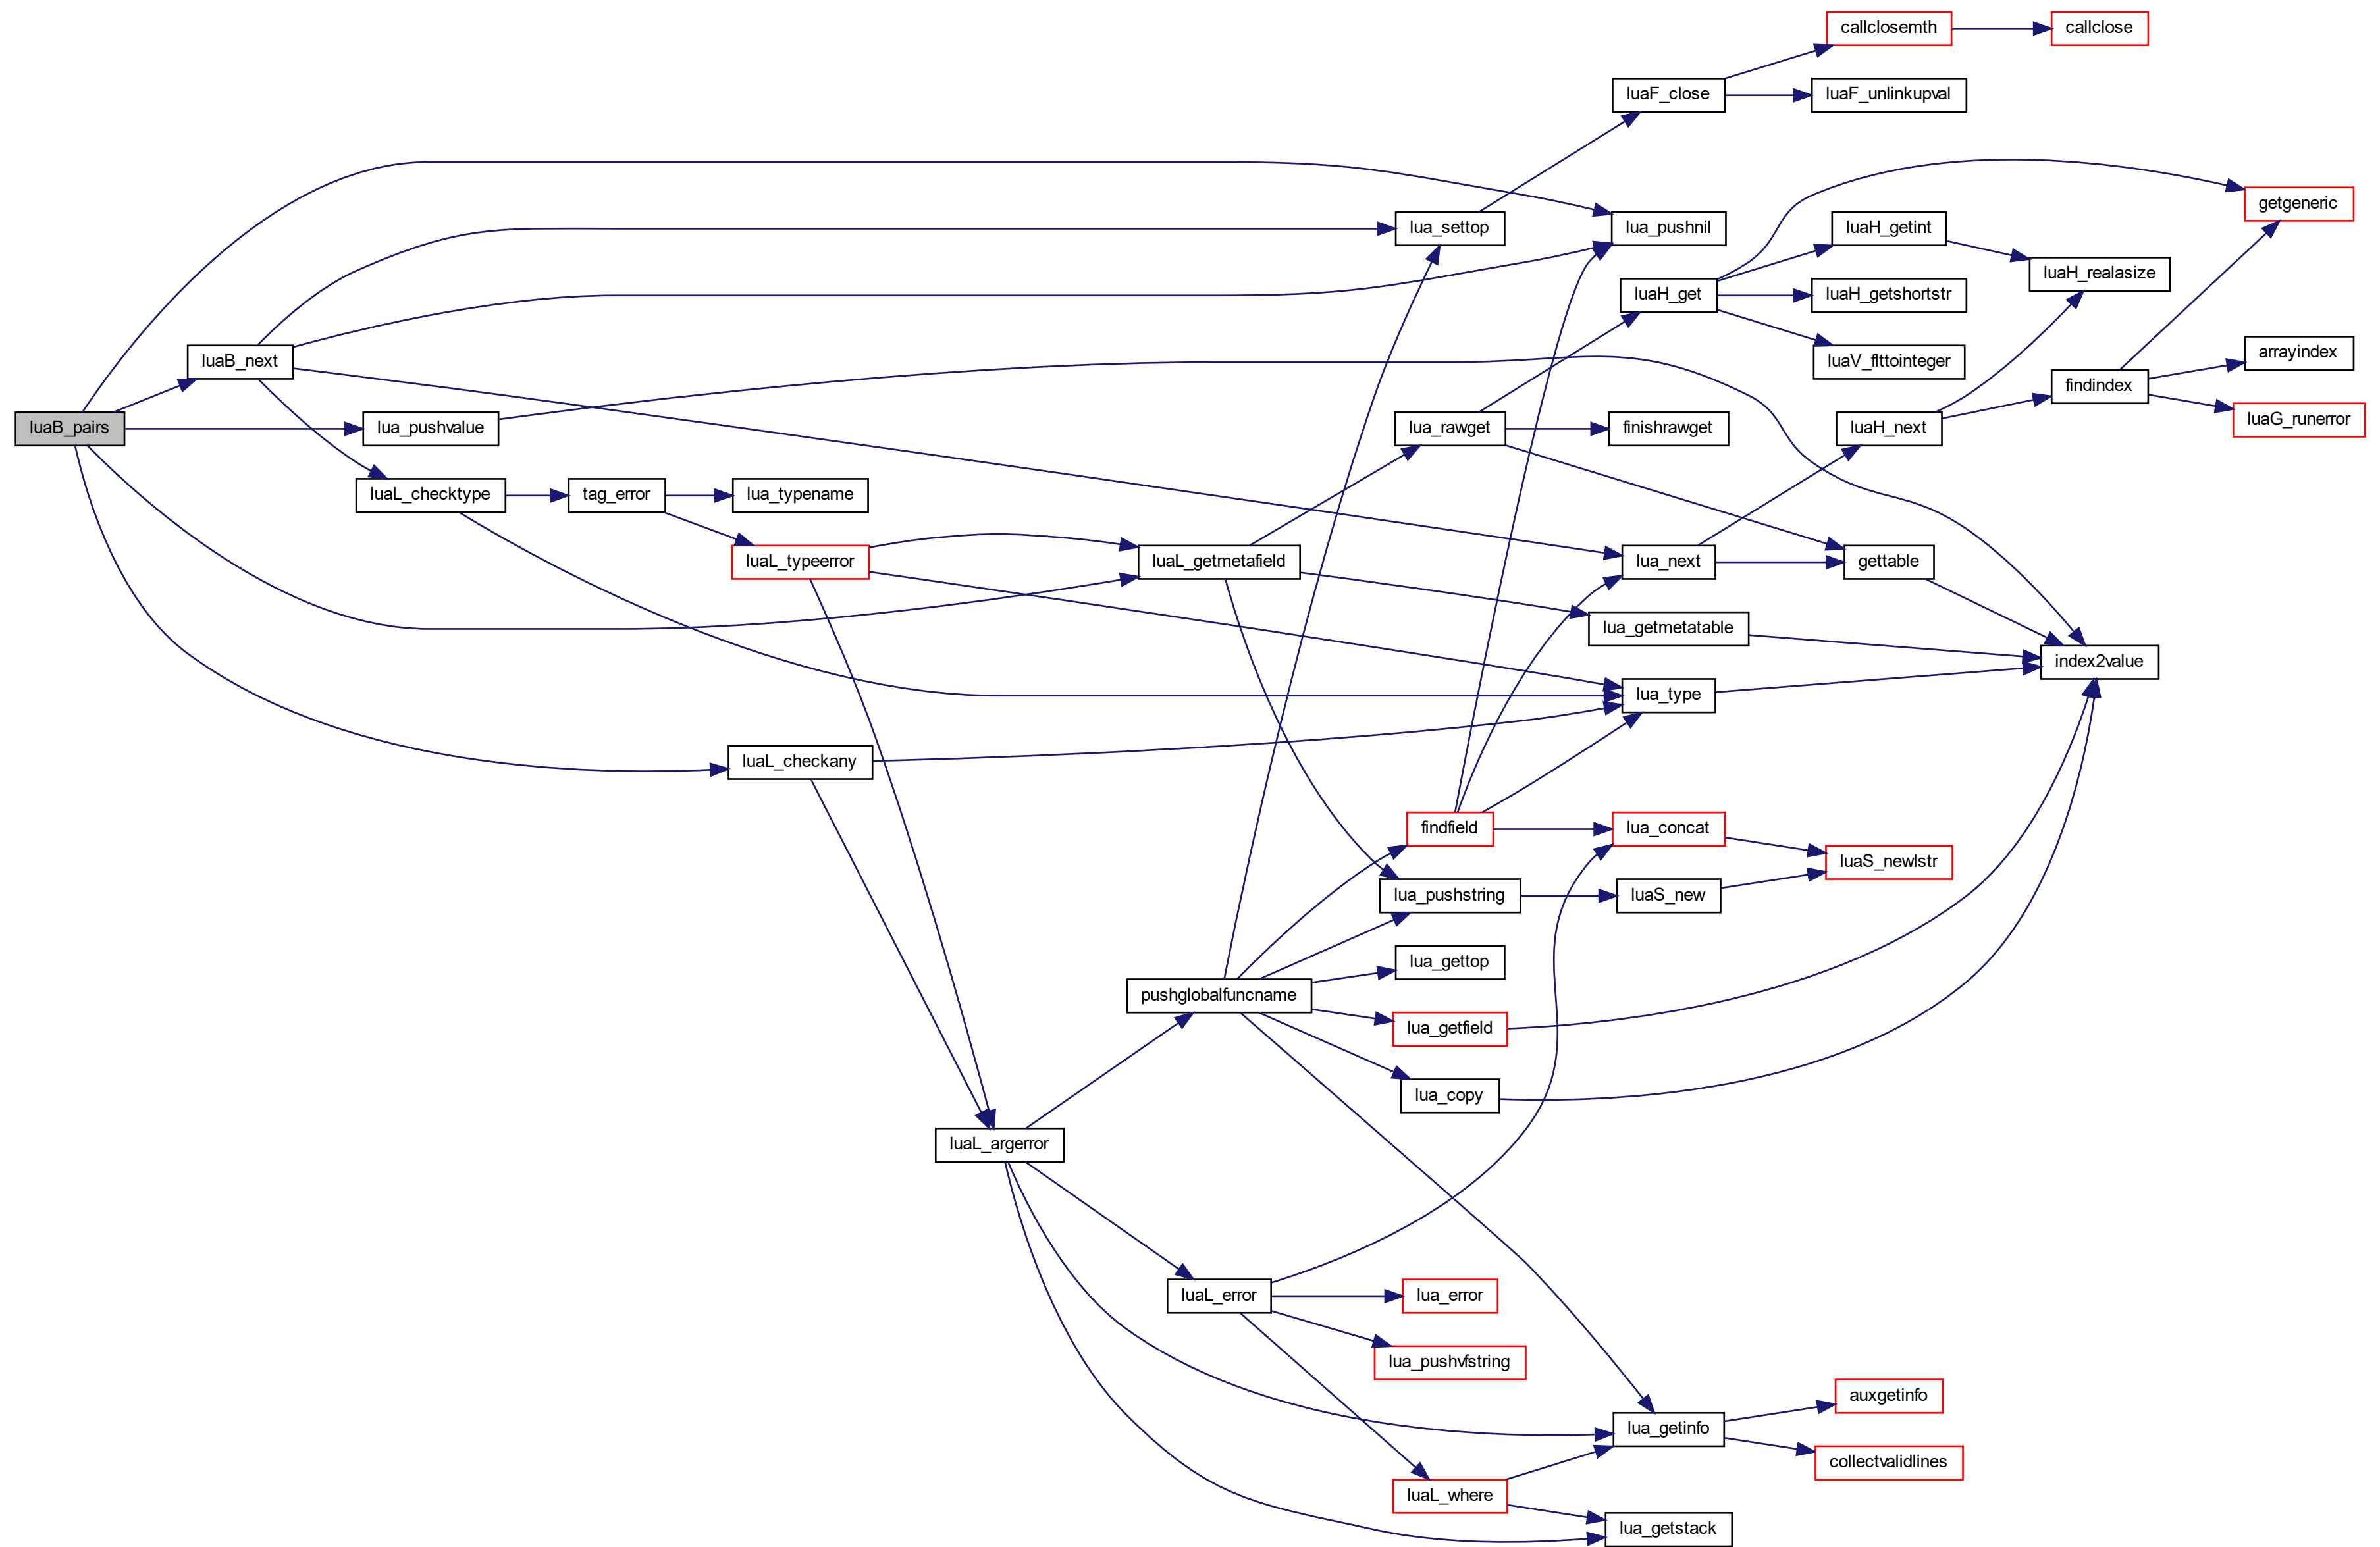 callclosemth
callclose
luaF_close
luaF_unlinkupval
getgeneric
lua_settop
lua_pushnil
luaH_getint
luaH_realasize
luaH_get
luaH_getshortstr
luaB_next
luaV_flttointeger
arrayindex
findindex
luaB_pairs
lua_pushvalue
lua_rawget
finishrawget
luaH_next
luaG_runerror
luaL_checktype
tag_error
lua_typename
luaL_typeerror
luaL_getmetafield
lua_next
gettable
lua_getmetatable
index2value
lua_type
luaL_checkany
findfield
lua_concat
luaS_newlstr
lua_pushstring
luaS_new
lua_gettop
pushglobalfuncname
lua_getfield
lua_copy
luaL_argerror
luaL_error
lua_error
lua_pushvfstring
auxgetinfo
lua_getinfo
collectvalidlines
luaL_where
lua_getstack